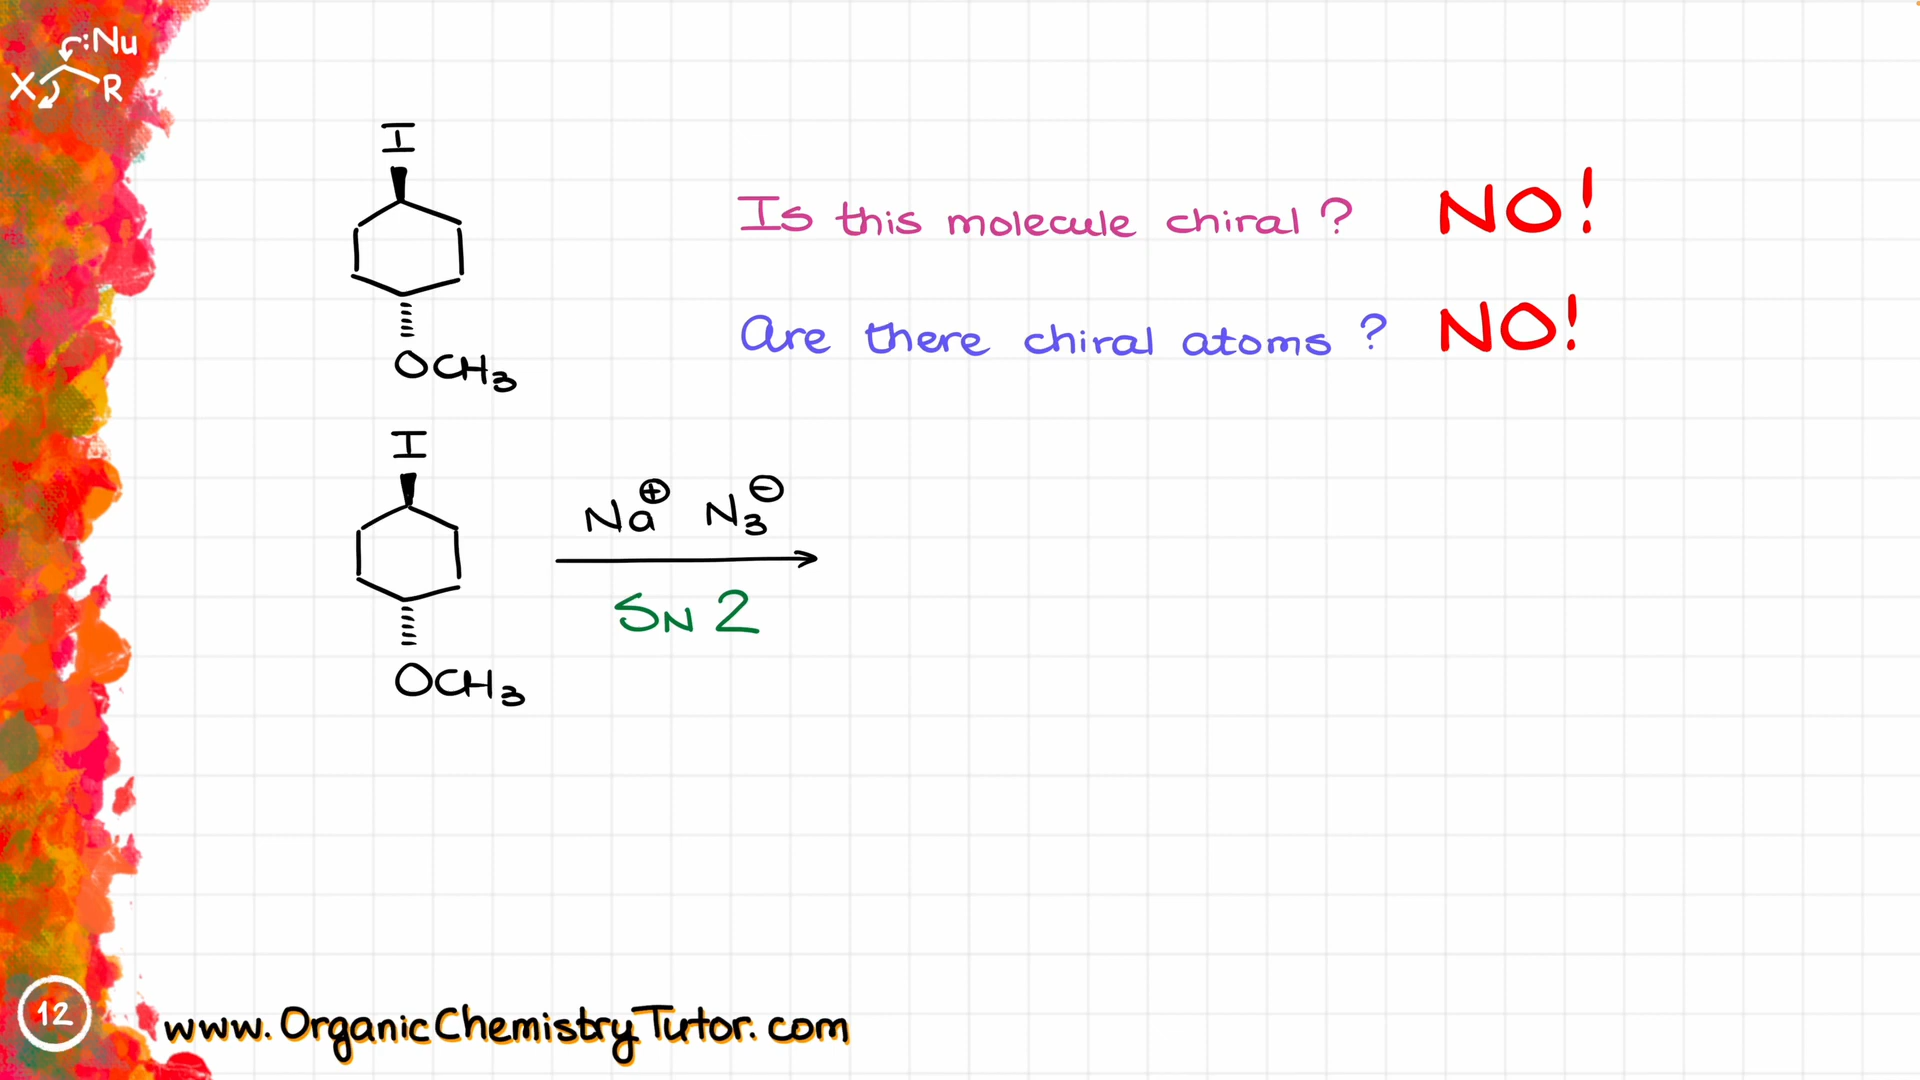 :Nu
X R
I
Is this molecule chiral? NO!
Are there chiral atoms? NO!
OCH₃
I
Na⊕ N₃⊖
SN2
OCH₃
12
www.OrganicChemistryTutor.com